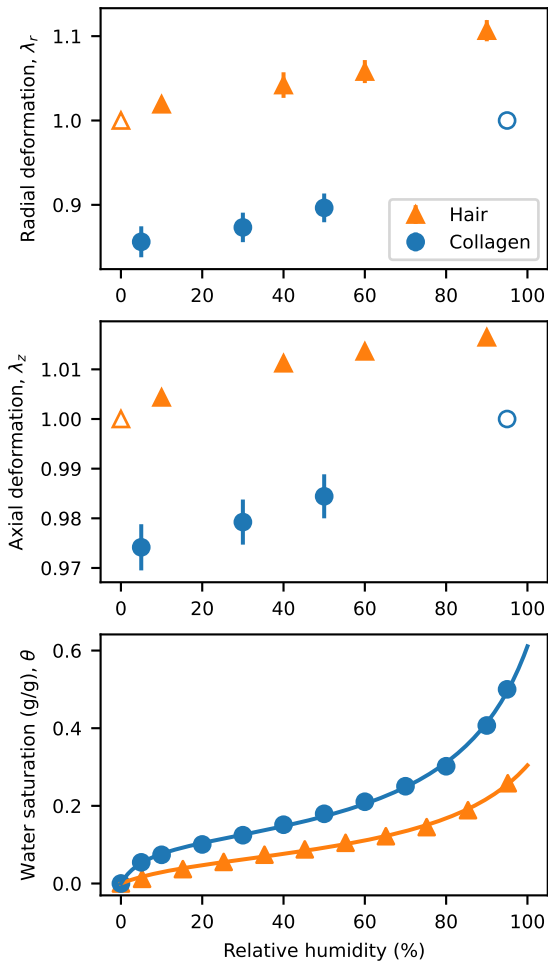 Radial deformation, λr
1.1
1.0
0.9
Hair
Collagen
0 20 40 60 80 100
Axial deformation, λz
1.01
1.00
0.99
0.98
0.97
0 20 40 60 80 100
Water saturation (g/g), θ
0.6
0.4
0.2
0.0
0 20 40 60 80 100
Relative humidity (%)